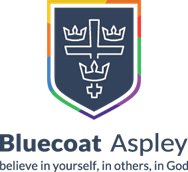 Bluecoat Aspley
believe in yourself, in others, in God